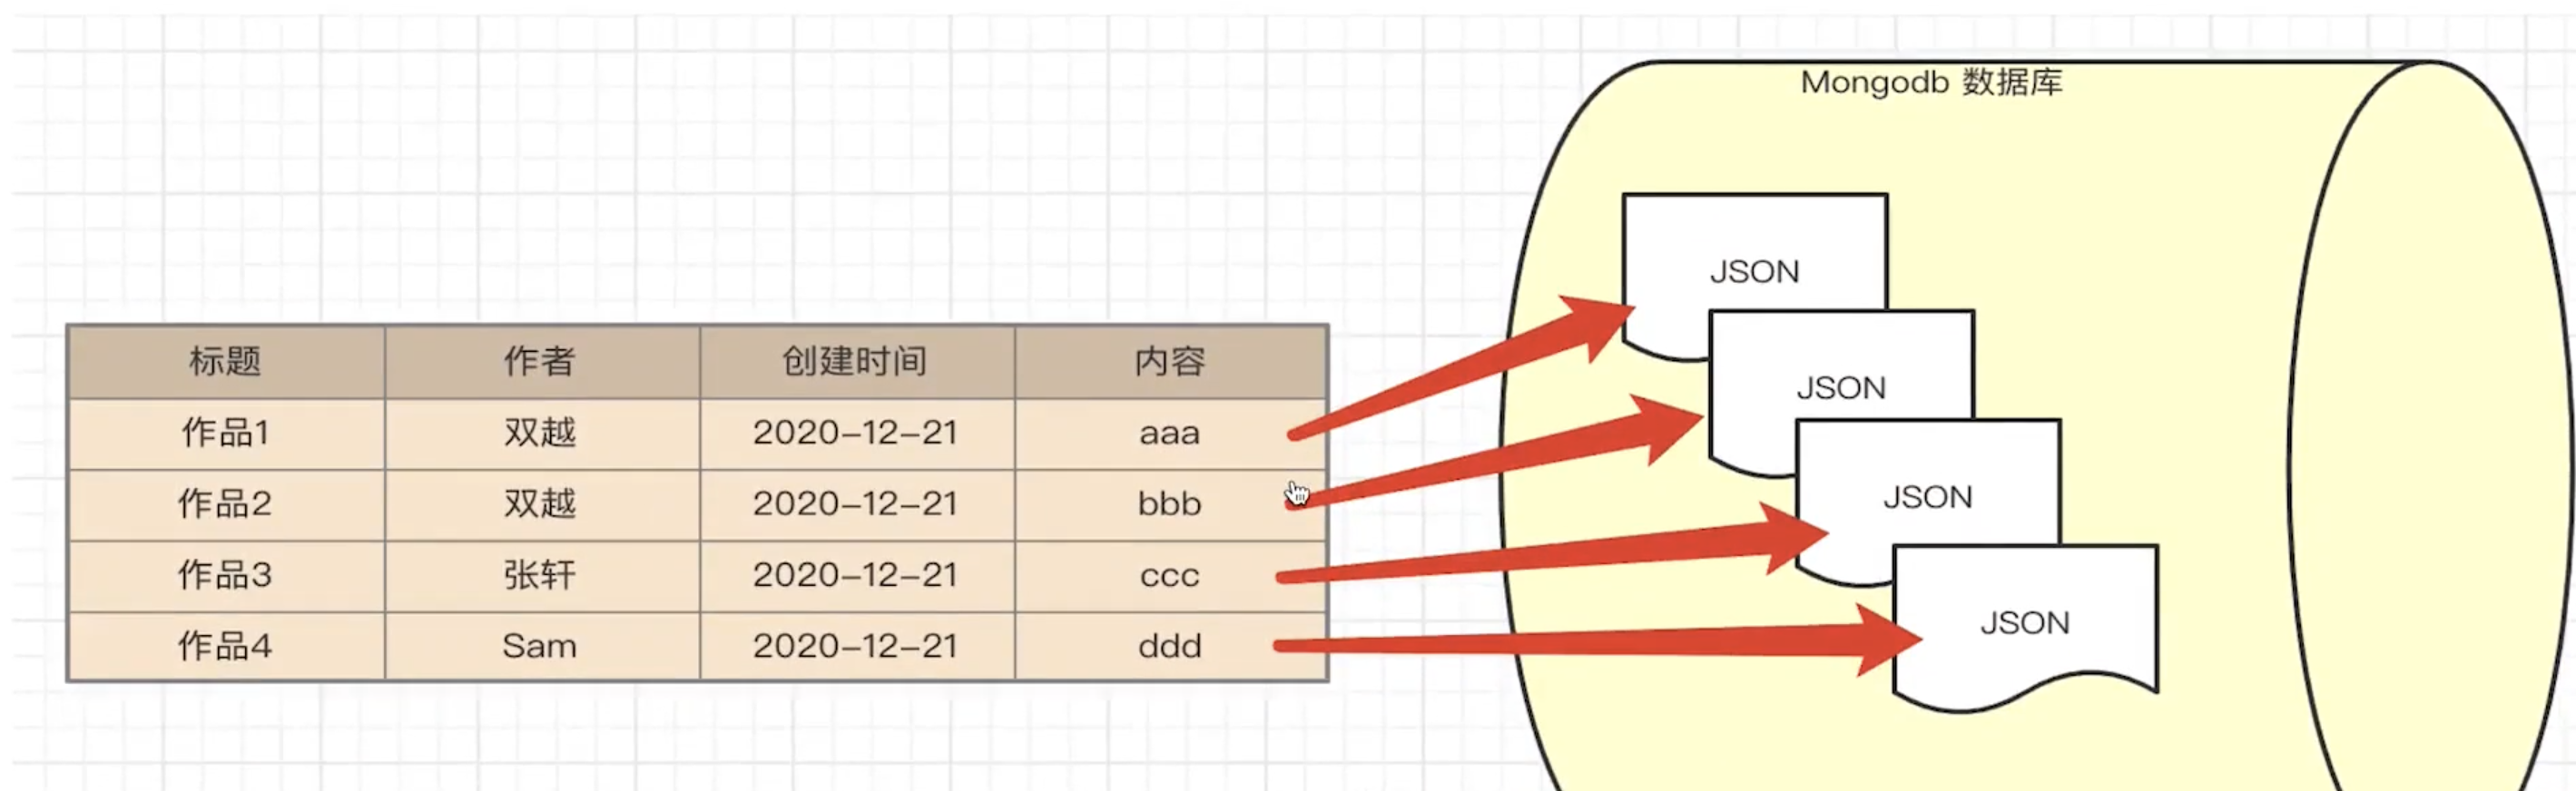 Mongodb 数据库
标题 作者 创建时间 内容
作品1 双越 2020-12-21 aaa
作品2 双越 2020-12-21 bbb
作品3 张轩 2020-12-21 ccc
作品4 Sam 2020-12-21 ddd
JSON
JSON
JSON
JSON